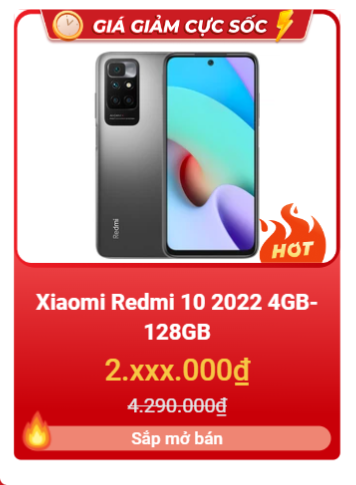 GIÁ GIẢM CỰC SỐC
Redmi
HOT
Xiaomi Redmi 10 2022 4GB-
128GB
2.xxx.000₫
4.290.000₫
Sắp mở bán